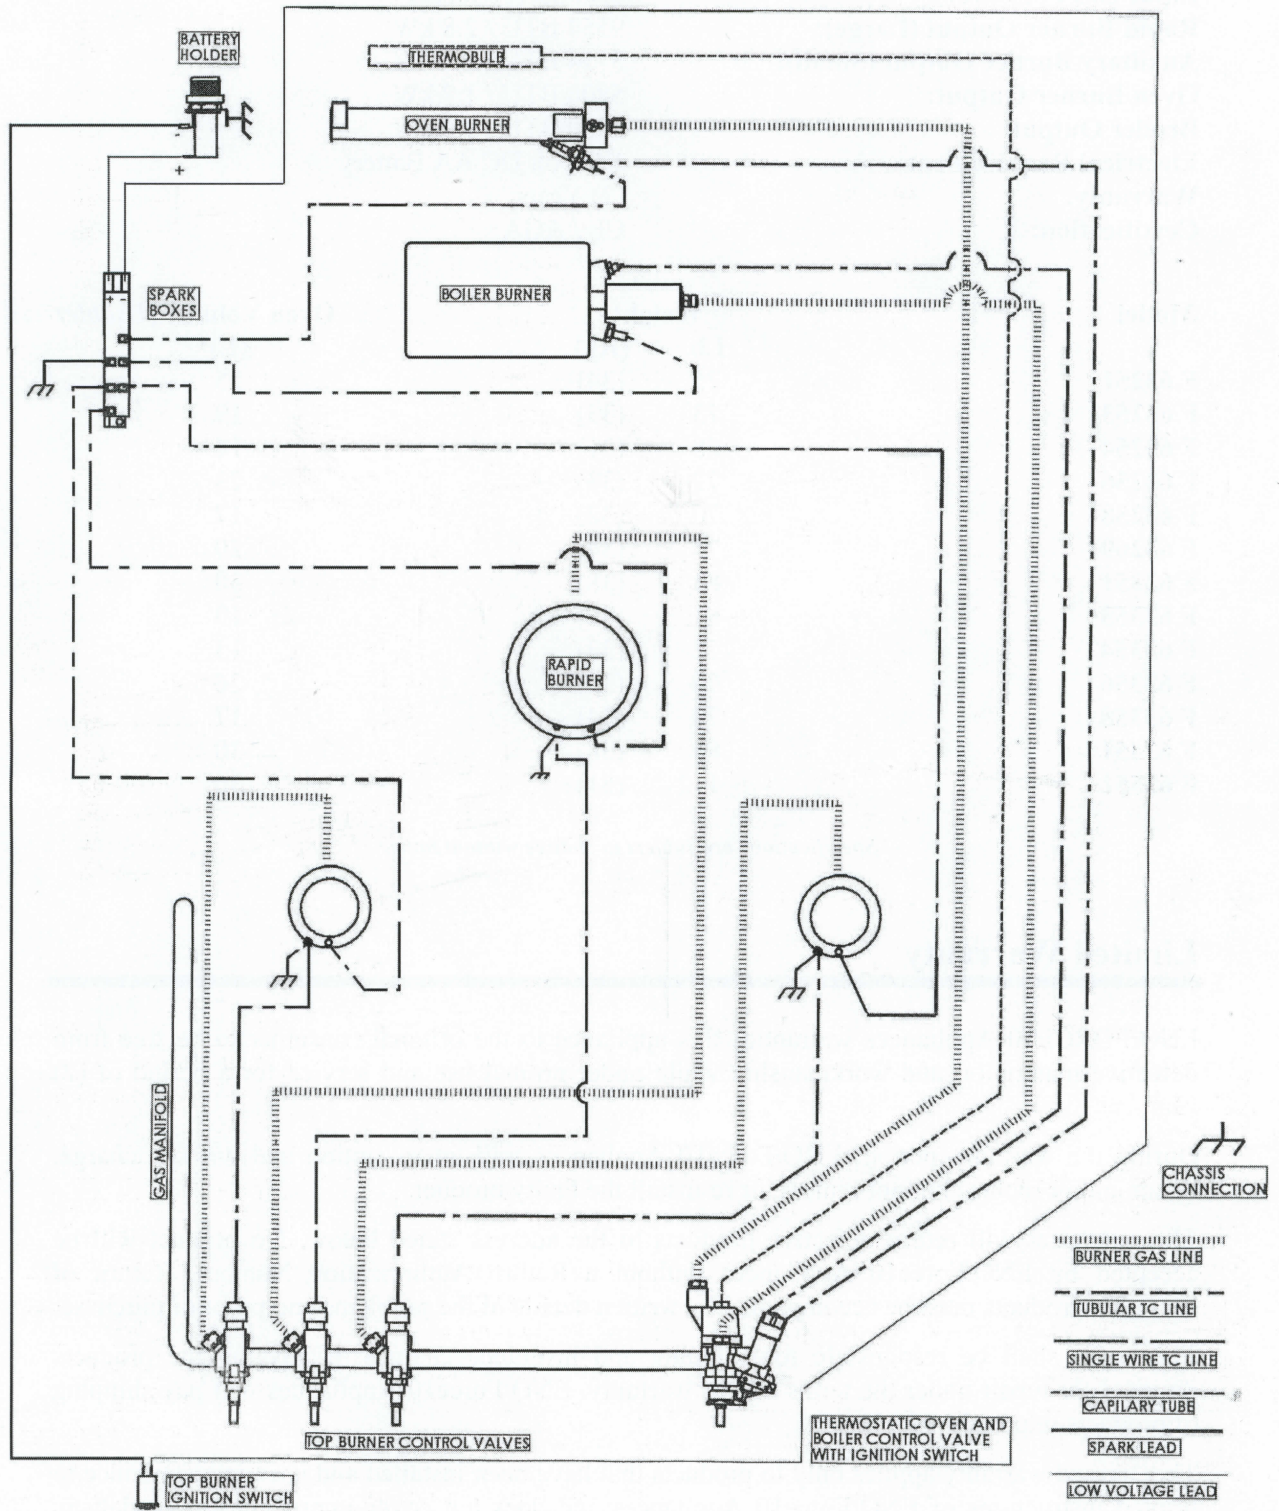 BATTERY
HOLDER
THERMOBULB
OVEN BURNER
-
+
BOILER BURNER
SPARK
BOXES
+ -
RAPID
BURNER
GAS MANIFOLD
CHASSIS
CONNECTION
BURNER GAS LINE
TUBULAR TC LINE
SINGLE WIRE TC LINE
CAPILARY TUBE
SPARK LEAD
LOW VOLTAGE LEAD
TOP BURNER CONTROL VALVES
THERMOSTATIC OVEN AND
BOILER CONTROL VALVE
WITH IGNITION SWITCH
TOP BURNER
IGNITION SWITCH